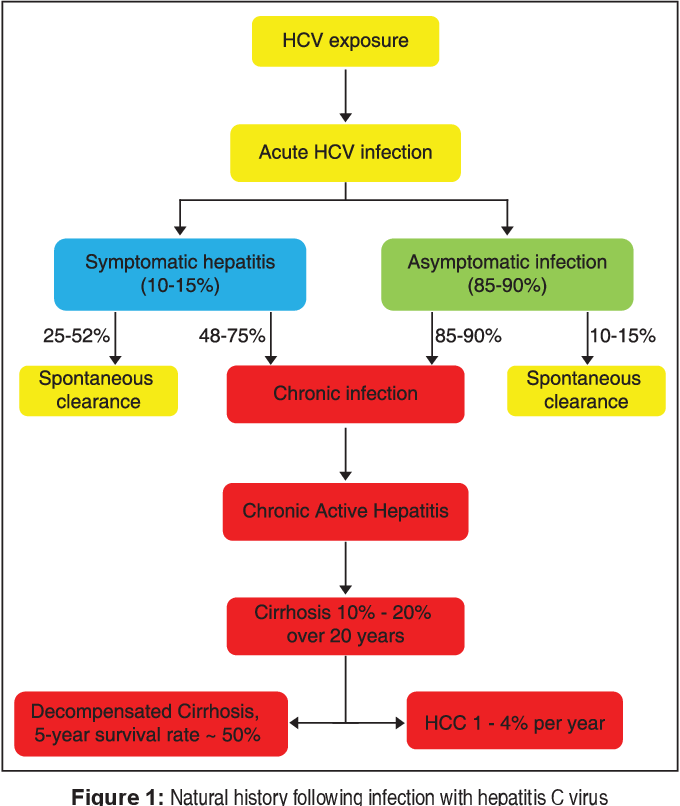 HCV exposure
Acute HCV infection
Symptomatic hepatitis
(10-15%)
Asymptomatic infection
(85-90%)
25-52%
48-75%
85-90%
10-15%
Spontaneous
clearance
Chronic infection
Spontaneous
clearance
Chronic Active Hepatitis
Cirrhosis 10% - 20%
over 20 years
Decompensated Cirrhosis,
5-year survival rate ~ 50%
HCC 1 - 4% per year
Figure 1: Natural history following infection with hepatitis C virus